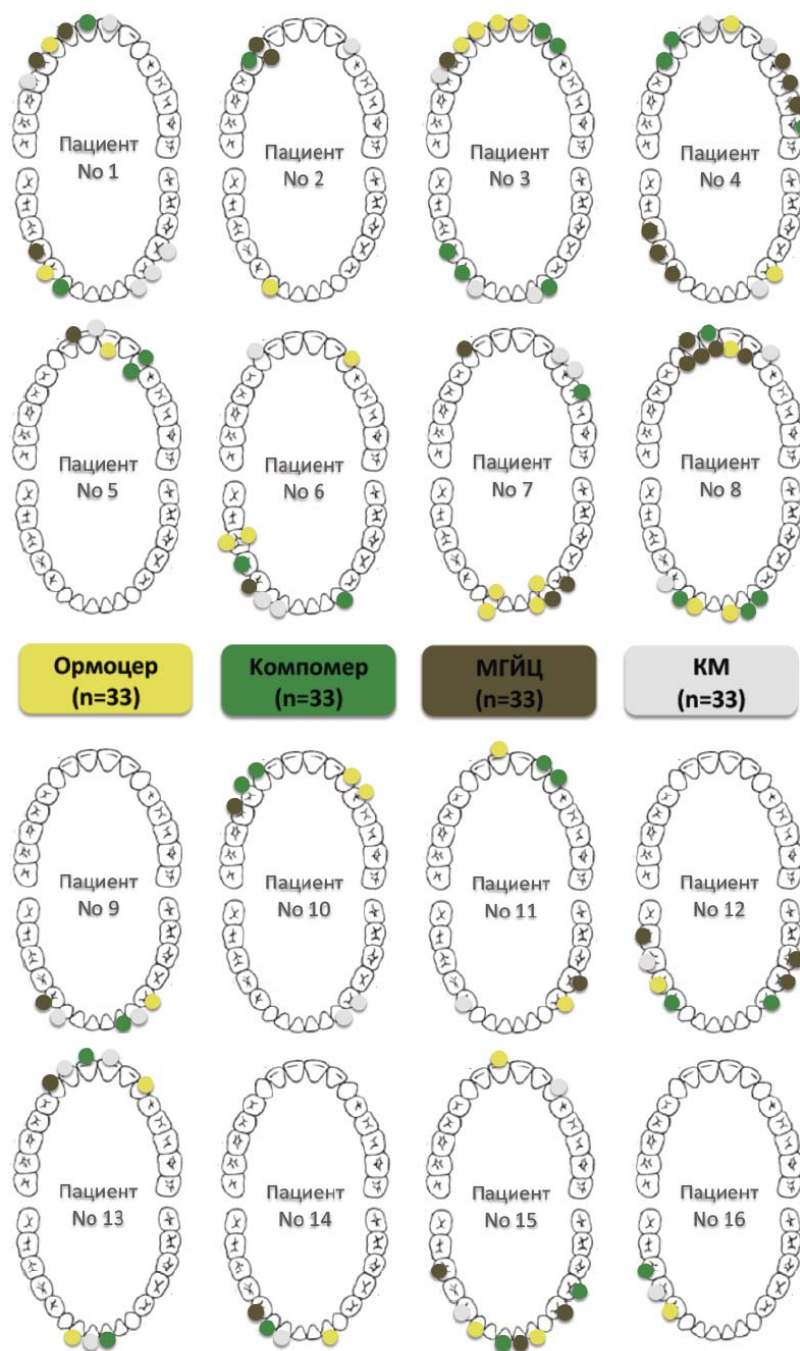 Пациент
No 1
Пациент
No 2
Пациент
No 3
Пациент
No 4
Пациент
No 5
Пациент
No 6
Пациент
No 7
Пациент
No 8
Ормоцер
(n=33)
Компомер
(n=33)
МГЙЦ
(n=33)
КМ
(n=33)
Пациент
No 9
Пациент
No 10
Пациент
No 11
Пациент
No 12
Пациент
No 13
Пациент
No 14
Пациент
No 15
Пациент
No 16